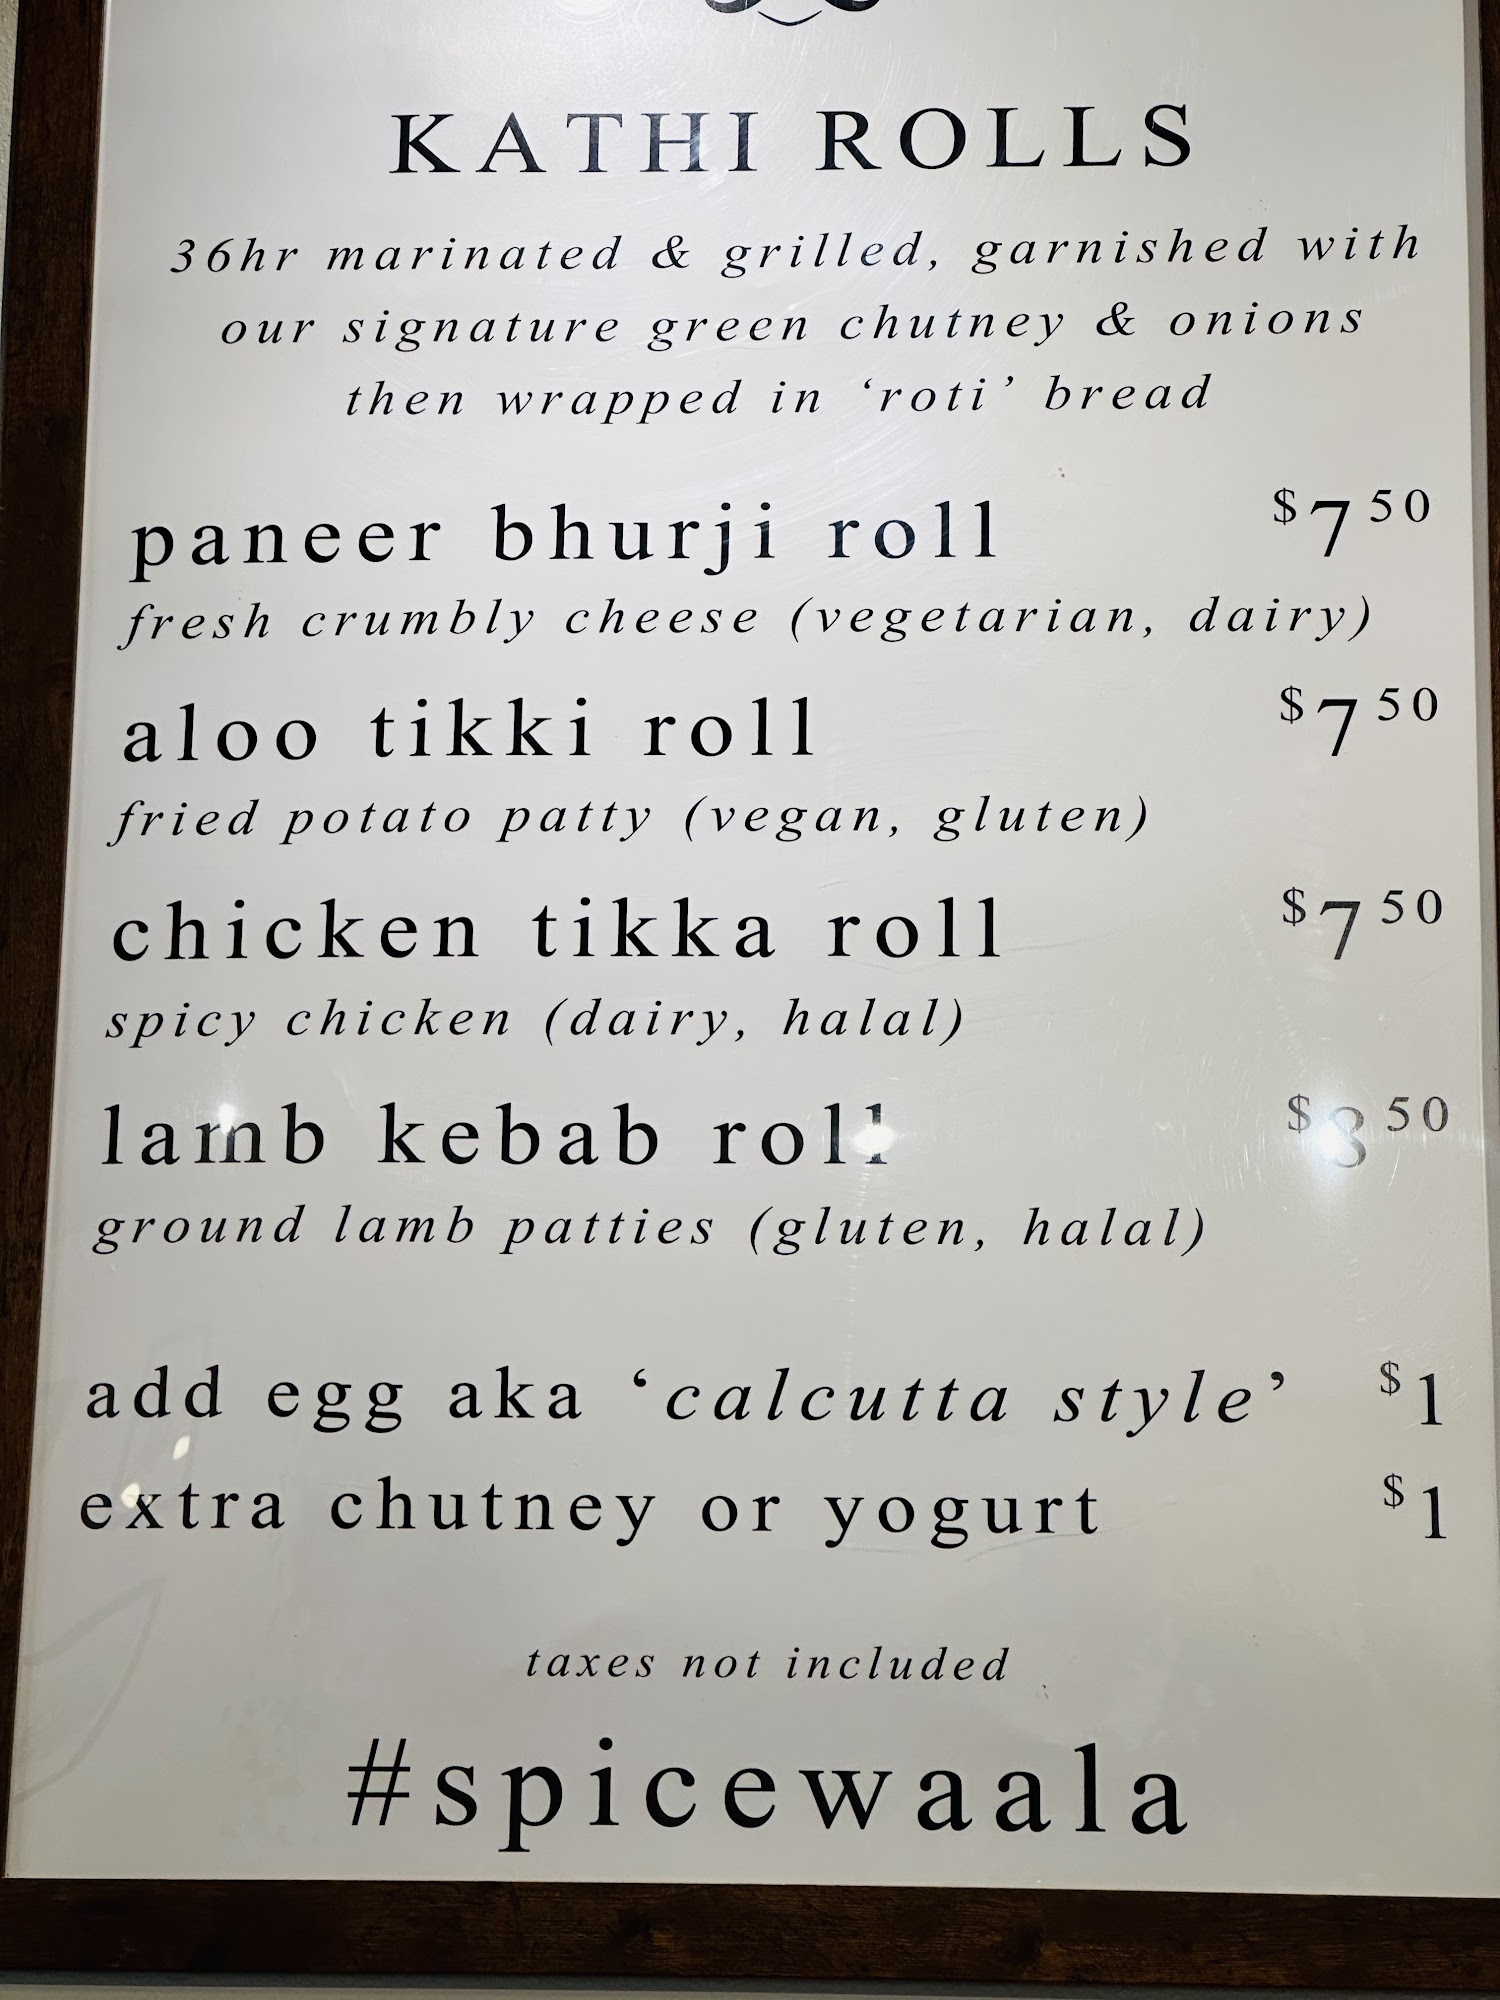 KATHI ROLLS
36hr marinated & grilled, garnished with
our signature green chutney & onions
then wrapped in ‘roti’ bread
paneer bhurji roll $7 50
fresh crumbly cheese (vegetarian, dairy)
aloo tikki roll $7 50
fried potato patty (vegan, gluten)
chicken tikka roll $7 50
spicy chicken (dairy, halal)
lamb kebab roll $8 50
ground lamb patties (gluten, halal)
add egg aka ‘calcutta style’ $1
extra chutney or yogurt $1
taxes not included
#spicewaala